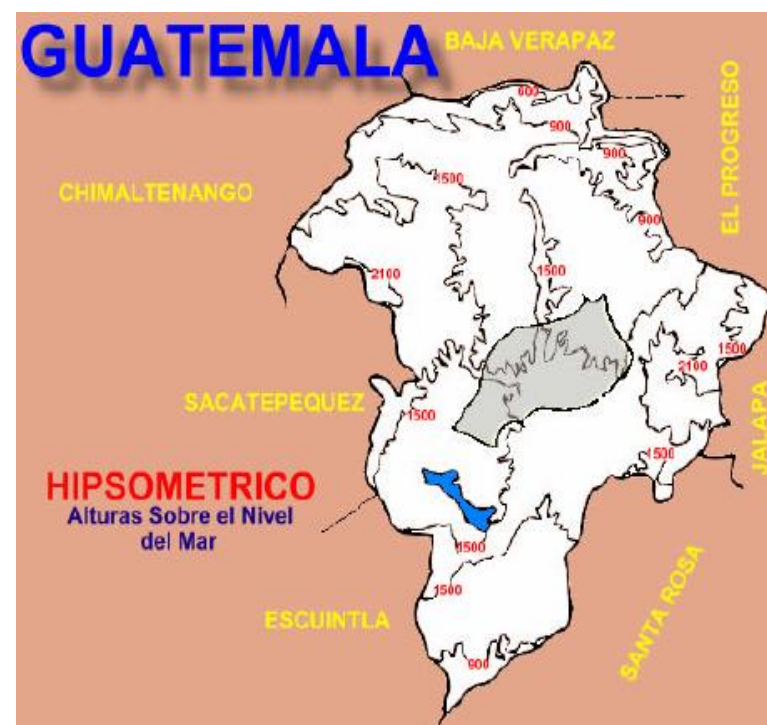 GUATEMALA
BAJA VERAPAZ
EL PROGRESO
600
900
900
CHIMALTENANGO
1500
900
2100
1500
1500
2100
SACATEPEQUEZ
1500
JALAPA
1500
HIPSOMETRICO
Alturas Sobre el Nivel
del Mar
1500
1500
ESCUINTLA
SANTA ROSA
900